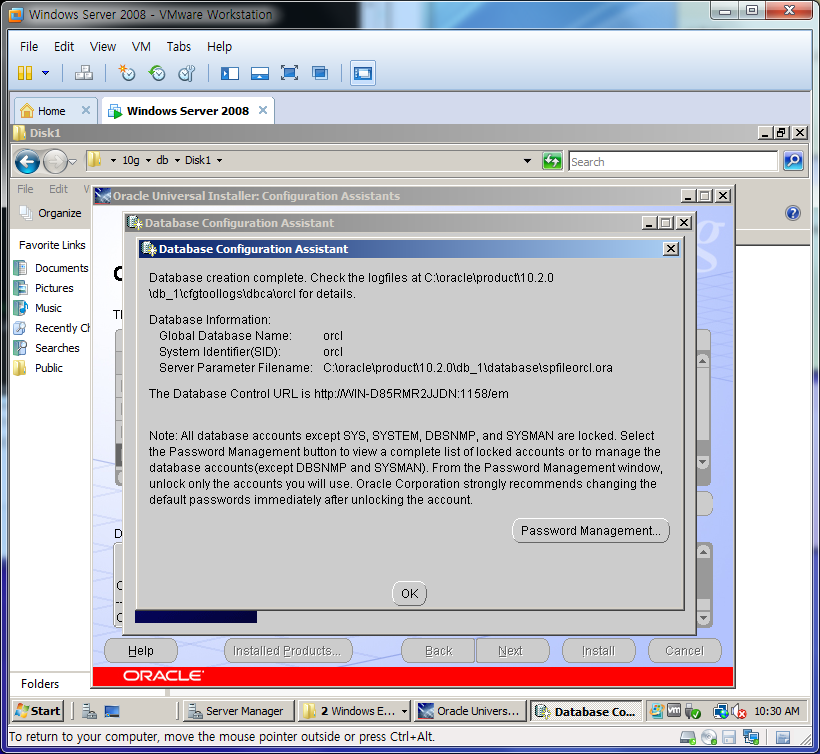 Windows Server 2008 - VMware Workstation
File Edit View VM Tabs Help
Home Windows Server 2008
Disk1
10g db Disk1 Search
File Edit
Oracle Universal Installer: Configuration Assistants
Organize
Database Configuration Assistant
Favorite Links
Database Configuration Assistant
Documents
Pictures
Music
Recently Ch
Searches
Public
Database creation complete. Check the logfiles at C:\oracle\product\10.2.0
\db_1\cfgtoollogs\dbca\orcl for details.
Database Information:
Global Database Name: orcl
System Identifier(SID): orcl
Server Parameter Filename: C:\oracle\product\10.2.0\db_1\database\spfileorcl.ora
The Database Control URL is http://WIN-D85RMR2JJDN:1158/em
Note: All database accounts except SYS, SYSTEM, DBSNMP, and SYSMAN are locked. Select
the Password Management button to view a complete list of locked accounts or to manage the
database accounts(except DBSNMP and SYSMAN). From the Password Management window,
unlock only the accounts you will use. Oracle Corporation strongly recommends changing the
default passwords immediately after unlocking the account.
Password Management...
OK
Help Installed Products... Back Next Install Cancel
ORACLE
Folders
Start Server Manager 2 Windows E... Oracle Univers... Database Co... 10:30 AM
To return to your computer, move the mouse pointer outside or press Ctrl+Alt.